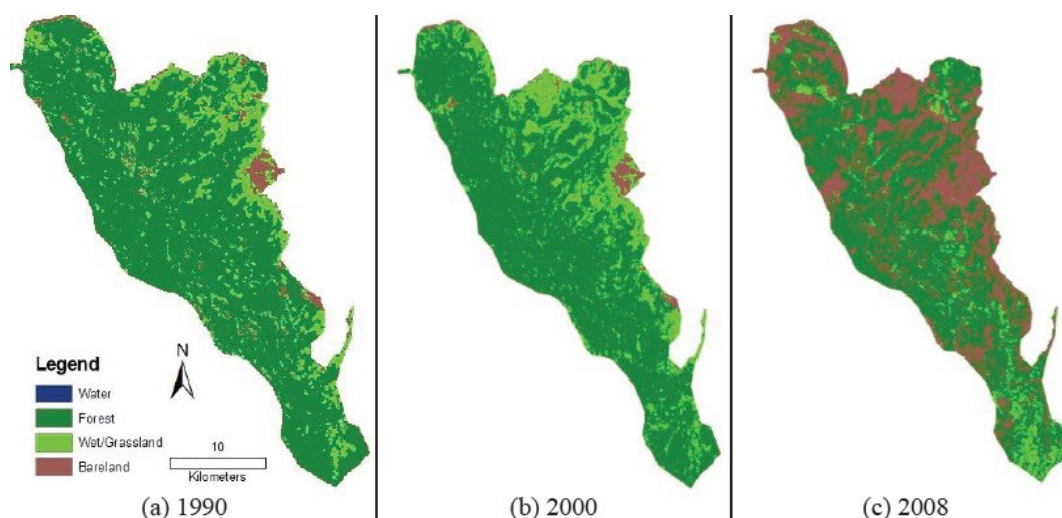 Legend
Water
Forest
Wet/Grassland
Bareland
N
10
Kilometers
(a) 1990
(b) 2000
(c) 2008